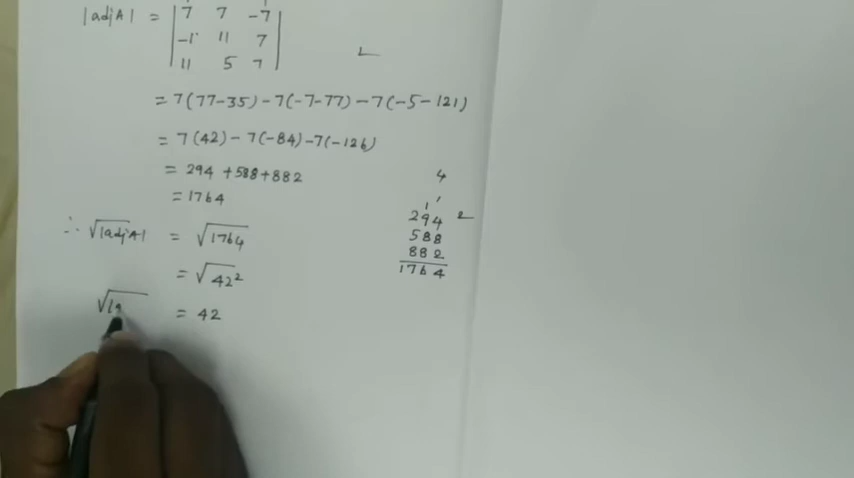 |adjA| = | 7 7 -7 |
| -1 11 7 |
| 11 5 7 |
= 7(77-35) - 7(-7-77) - 7(-5-121)
= 7(42) - 7(-84) - 7(-126)
= 294 + 588 + 882
= 1764
∴ √|adjA| = √1764
= √42²
= 42
4
294
588
882
1764